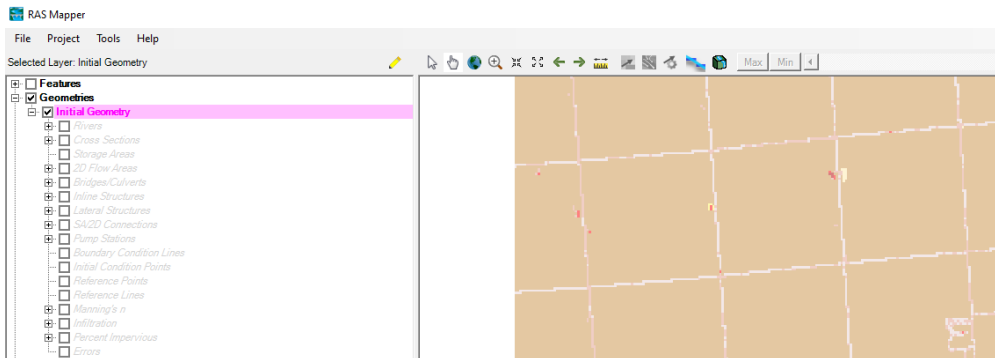 RAS Mapper
File Project Tools Help
Selected Layer: Initial Geometry
Max Min
Features
Geometries
Initial Geometry
Rivers
Cross Sections
Storage Areas
2D Flow Areas
Bridges/Culverts
Inline Structures
Lateral Structures
SA/2D Connections
Pump Stations
Boundary Condition Lines
Initial Condition Points
Reference Points
Reference Lines
Manning's n
Infiltration
Percent Impervious
Errors